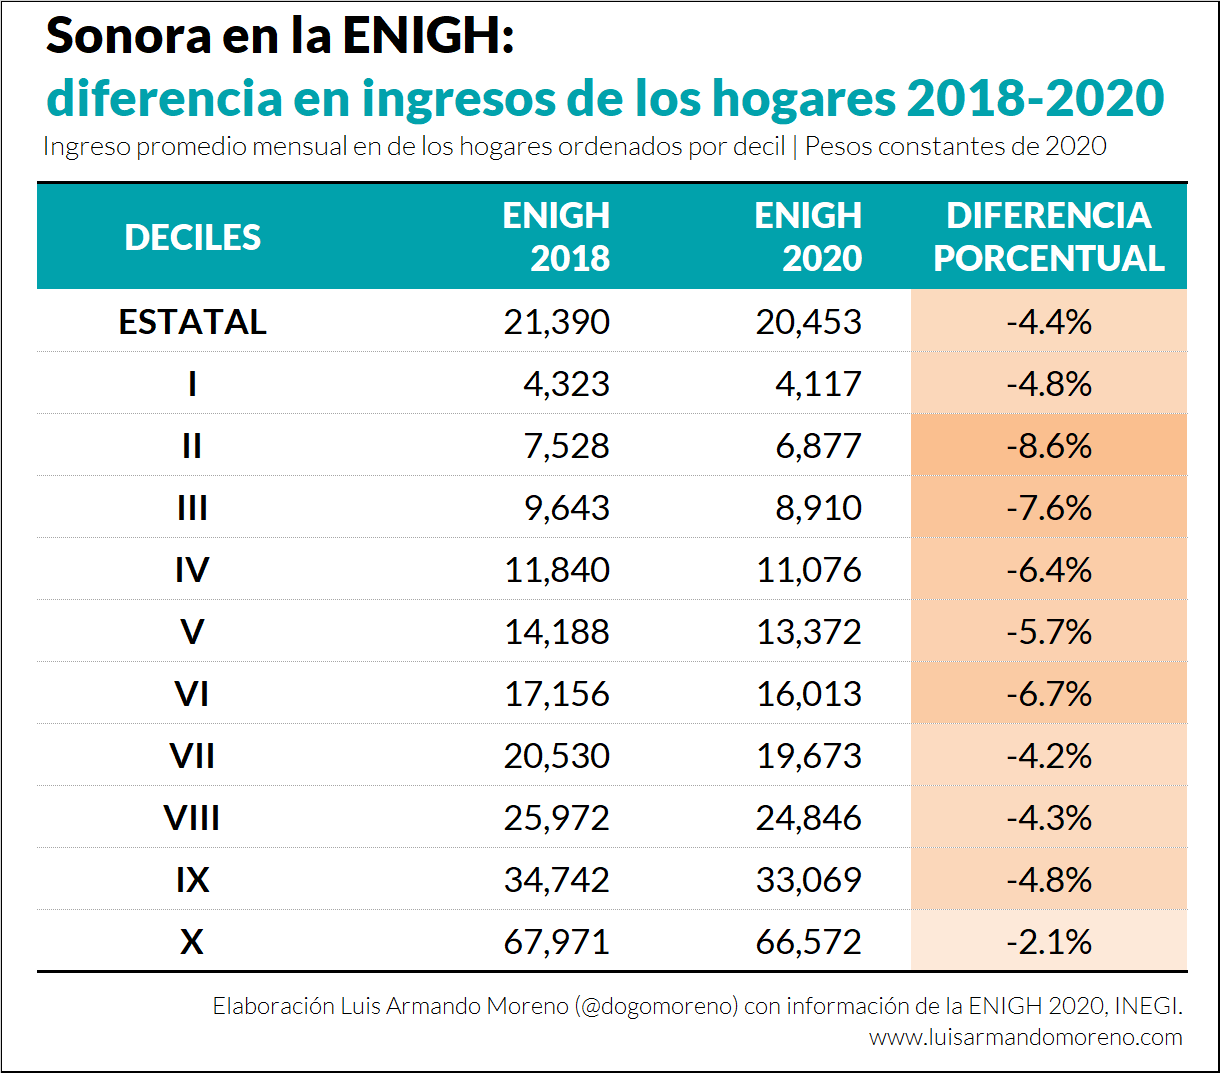 Sonora en la ENIGH:
diferencia en ingresos de los hogares 2018-2020
Ingreso promedio mensual en de los hogares ordenados por decil | Pesos constantes de 2020
DECILES ENIGH 2018 ENIGH 2020 DIFERENCIA PORCENTUAL
ESTATAL 21,390 20,453 -4.4%
I 4,323 4,117 -4.8%
II 7,528 6,877 -8.6%
III 9,643 8,910 -7.6%
IV 11,840 11,076 -6.4%
V 14,188 13,372 -5.7%
VI 17,156 16,013 -6.7%
VII 20,530 19,673 -4.2%
VIII 25,972 24,846 -4.3%
IX 34,742 33,069 -4.8%
X 67,971 66,572 -2.1%
Elaboración Luis Armando Moreno (@dogomoreno) con información de la ENIGH 2020, INEGI.
www.luisarmandomoreno.com